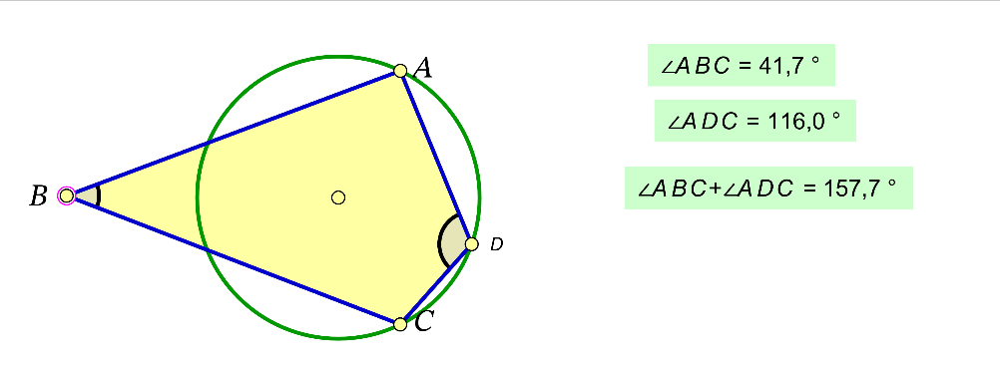 A
B
D
C
∠ABC = 41,7 °
∠ADC = 116,0 °
∠ABC+∠ADC = 157,7 °